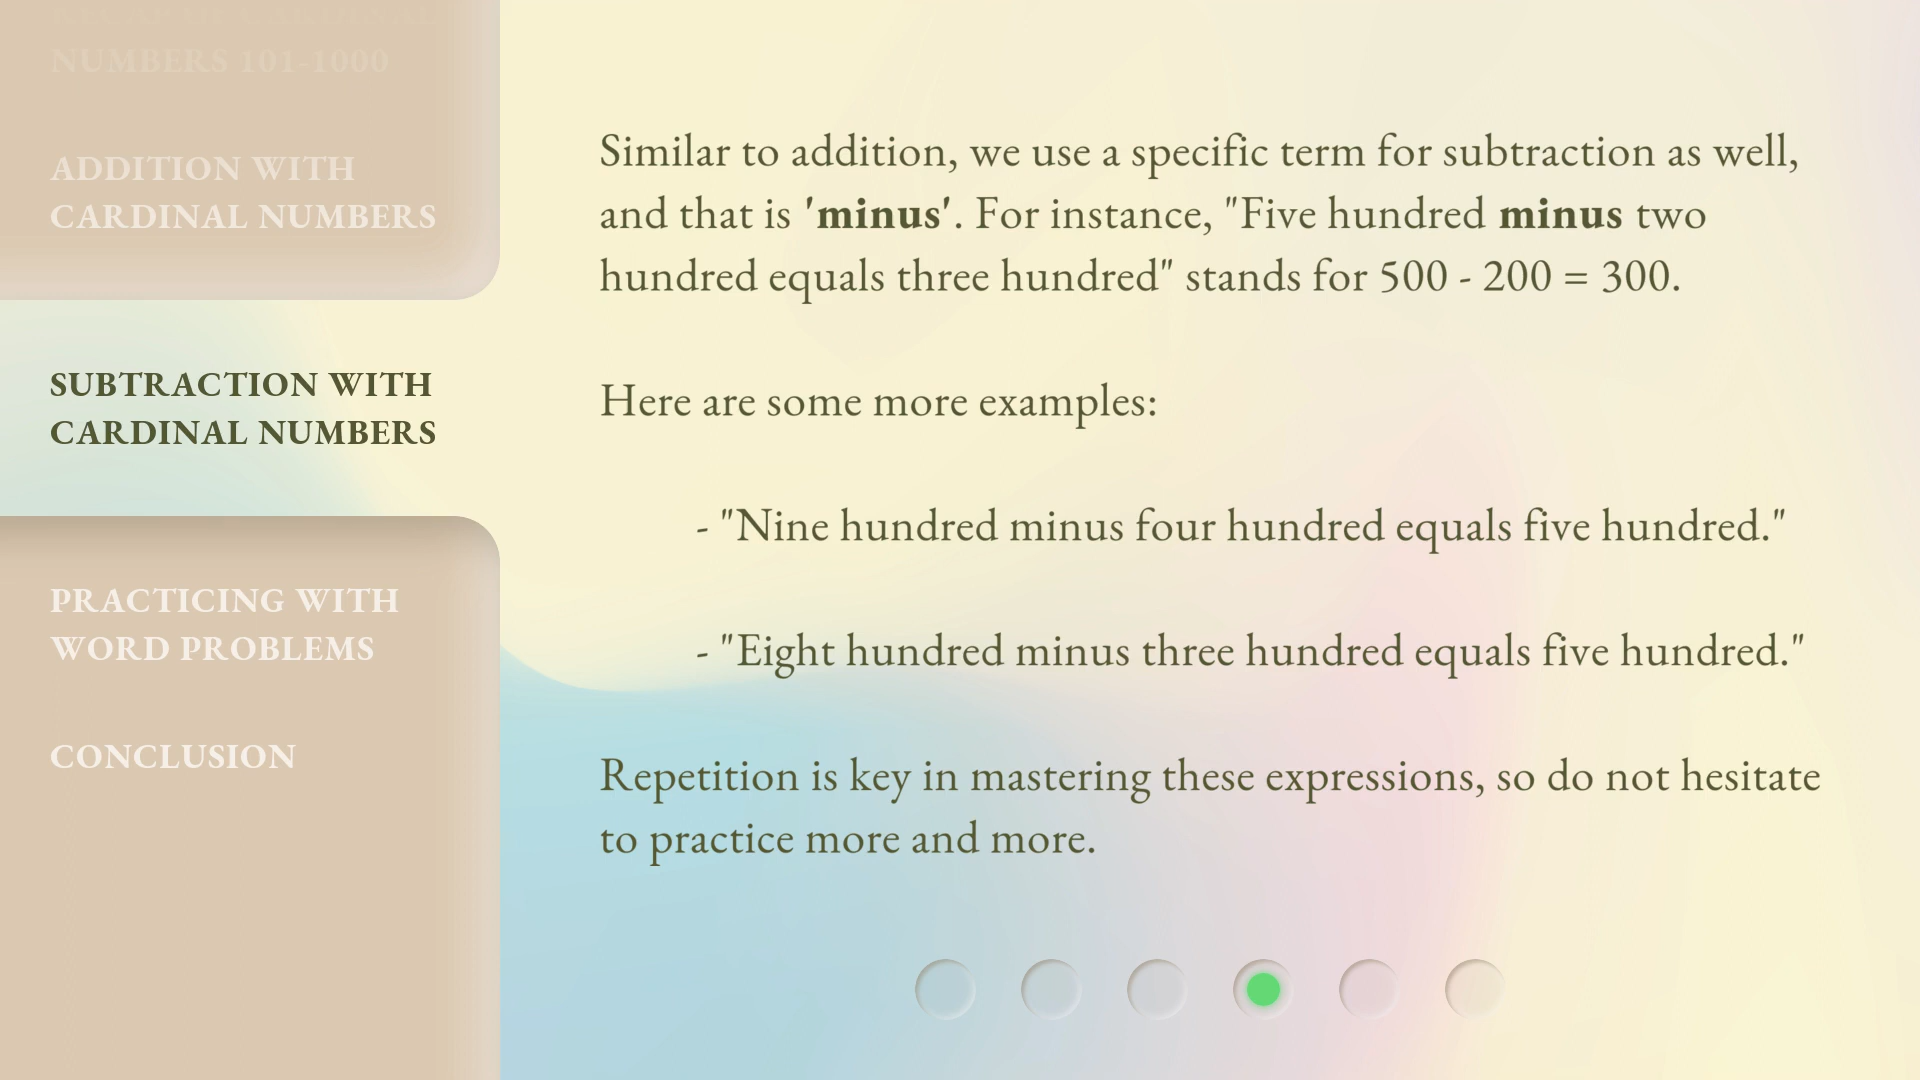 RECAP OF CARDINAL
NUMBERS 101-1000
ADDITION WITH
CARDINAL NUMBERS
SUBTRACTION WITH
CARDINAL NUMBERS
PRACTICING WITH
WORD PROBLEMS
CONCLUSION
Similar to addition, we use a specific term for subtraction as well,
and that is 'minus'. For instance, "Five hundred minus two
hundred equals three hundred" stands for 500 - 200 = 300.
Here are some more examples:
- "Nine hundred minus four hundred equals five hundred."
- "Eight hundred minus three hundred equals five hundred."
Repetition is key in mastering these expressions, so do not hesitate
to practice more and more.